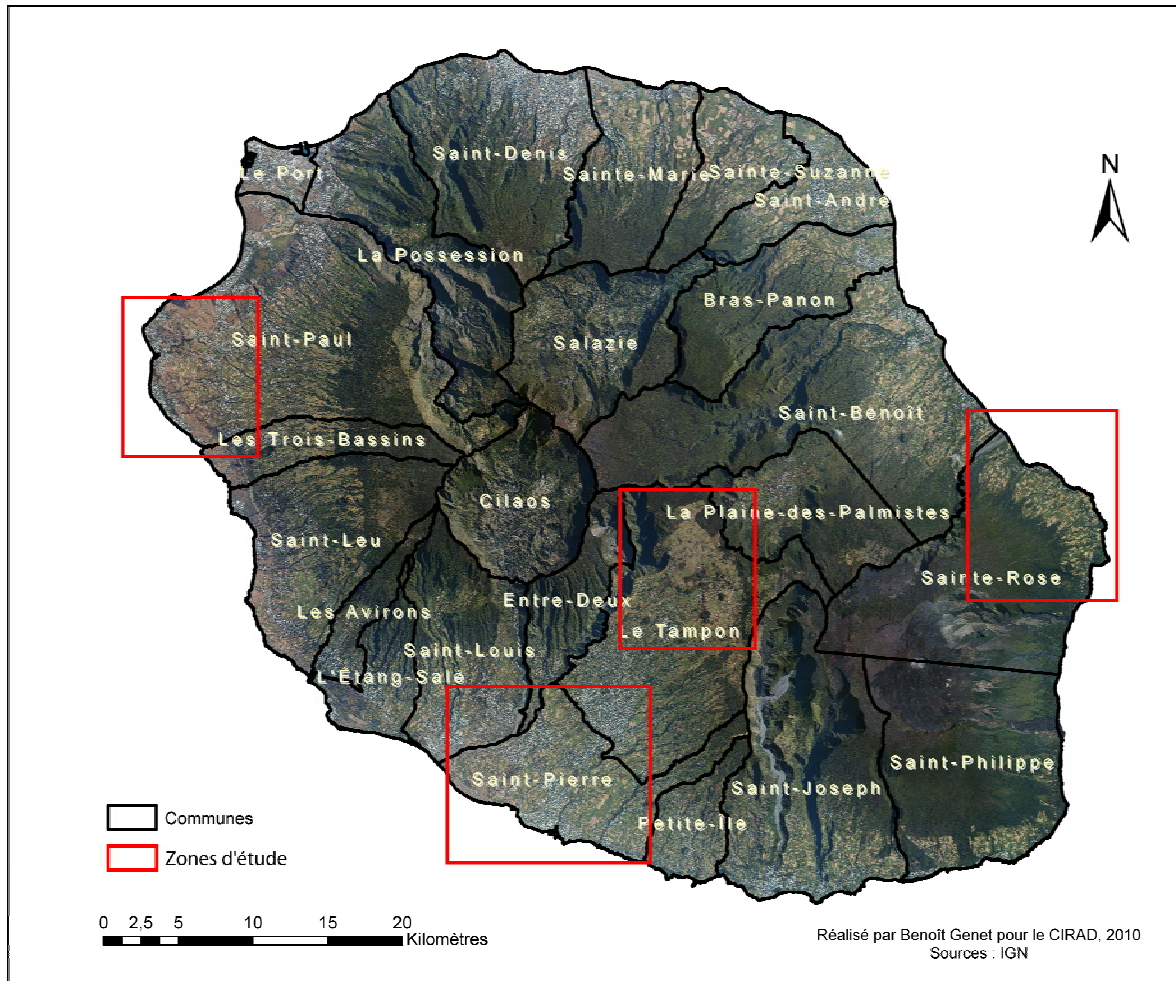 N
Saint-Denis
Le Port
Sainte-Marie
Sainte-Suzanne
Saint-André
La Possession
Bras-Panon
Saint-Paul
Salazie
Saint-Benoît
Les Trois-Bassins
Cilaos
La Plaine-des-Palmistes
Saint-Leu
Sainte-Rose
Entre-Deux
Les Avirons
Le Tampon
Saint-Louis
L'Étang-Salé
Saint-Philippe
Saint-Pierre
Saint-Joseph
Petite-Île
Communes
Zones d'étude
0 2,5 5 10 15 20
Kilomètres
Réalisé par Benoît Genet pour le CIRAD, 2010
Sources : IGN